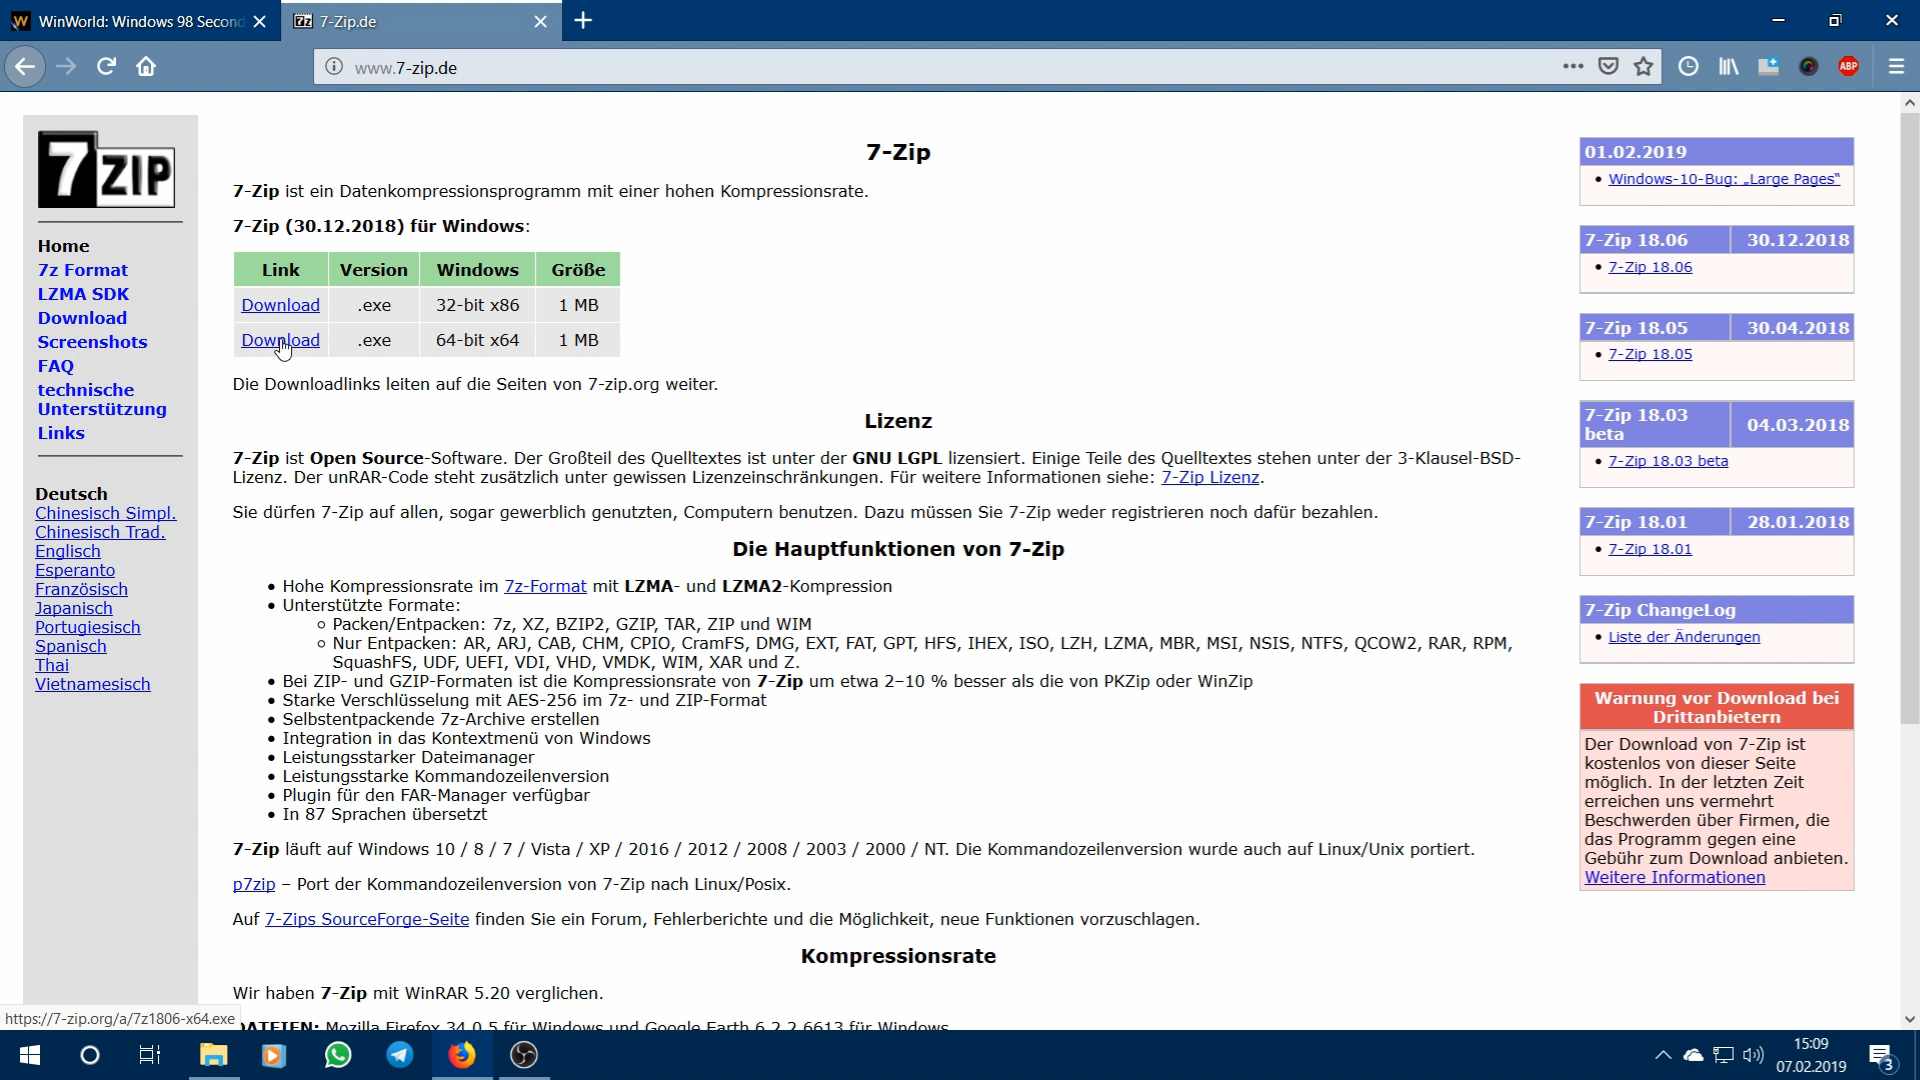 WinWorld: Windows 98 Second
7-Zip.de
www.7-zip.de
ABP
7 ZIP
Home
7z Format
LZMA SDK
Download
Screenshots
FAQ
technische
Unterstützung
Links
Deutsch
Chinesisch Simpl.
Chinesisch Trad.
Englisch
Esperanto
Französisch
Japanisch
Portugiesisch
Spanisch
Thai
Vietnamesisch
7-Zip
7-Zip ist ein Datenkompressionsprogramm mit einer hohen Kompressionsrate.
7-Zip (30.12.2018) für Windows:
Link Version Windows Größe
Download .exe 32-bit x86 1 MB
Download .exe 64-bit x64 1 MB
Die Downloadlinks leiten auf die Seiten von 7-zip.org weiter.
Lizenz
7-Zip ist Open Source-Software. Der Großteil des Quelltextes ist unter der GNU LGPL lizensiert. Einige Teile des Quelltextes stehen unter der 3-Klausel-BSD-
Lizenz. Der unRAR-Code steht zusätzlich unter gewissen Lizenzeinschränkungen. Für weitere Informationen siehe: 7-Zip Lizenz.
Sie dürfen 7-Zip auf allen, sogar gewerblich genutzten, Computern benutzen. Dazu müssen Sie 7-Zip weder registrieren noch dafür bezahlen.
Die Hauptfunktionen von 7-Zip
• Hohe Kompressionsrate im 7z-Format mit LZMA- und LZMA2-Kompression
• Unterstützte Formate:
○ Packen/Entpacken: 7z, XZ, BZIP2, GZIP, TAR, ZIP und WIM
○ Nur Entpacken: AR, ARJ, CAB, CHM, CPIO, CramFS, DMG, EXT, FAT, GPT, HFS, IHEX, ISO, LZH, LZMA, MBR, MSI, NSIS, NTFS, QCOW2, RAR, RPM,
SquashFS, UDF, UEFI, VDI, VHD, VMDK, WIM, XAR und Z.
• Bei ZIP- und GZIP-Formaten ist die Kompressionsrate von 7-Zip um etwa 2–10 % besser als die von PKZip oder WinZip
• Starke Verschlüsselung mit AES-256 im 7z- und ZIP-Format
• Selbstentpackende 7z-Archive erstellen
• Integration in das Kontextmenü von Windows
• Leistungsstarker Dateimanager
• Leistungsstarke Kommandozeilenversion
• Plugin für den FAR-Manager verfügbar
• In 87 Sprachen übersetzt
7-Zip läuft auf Windows 10 / 8 / 7 / Vista / XP / 2016 / 2012 / 2008 / 2003 / 2000 / NT. Die Kommandozeilenversion wurde auch auf Linux/Unix portiert.
p7zip – Port der Kommandozeilenversion von 7-Zip nach Linux/Posix.
Auf 7-Zips SourceForge-Seite finden Sie ein Forum, Fehlerberichte und die Möglichkeit, neue Funktionen vorzuschlagen.
Kompressionsrate
Wir haben 7-Zip mit WinRAR 5.20 verglichen.
DATEIEN: Mozilla Firefox 34.0.5 für Windows und Google Earth 6.2.2.6613 für Windows
01.02.2019
• Windows-10-Bug: „Large Pages“
7-Zip 18.06 30.12.2018
• 7-Zip 18.06
7-Zip 18.05 30.04.2018
• 7-Zip 18.05
7-Zip 18.03
beta 04.03.2018
• 7-Zip 18.03 beta
7-Zip 18.01 28.01.2018
• 7-Zip 18.01
7-Zip ChangeLog
• Liste der Änderungen
Warnung vor Download bei
Drittanbietern
Der Download von 7-Zip ist
kostenlos von dieser Seite
möglich. In der letzten Zeit
erreichen uns vermehrt
Beschwerden über Firmen, die
das Programm gegen eine
Gebühr zum Download anbieten.
Weitere Informationen
https://7-zip.org/a/7z1806-x64.exe
15:09
07.02.2019
3